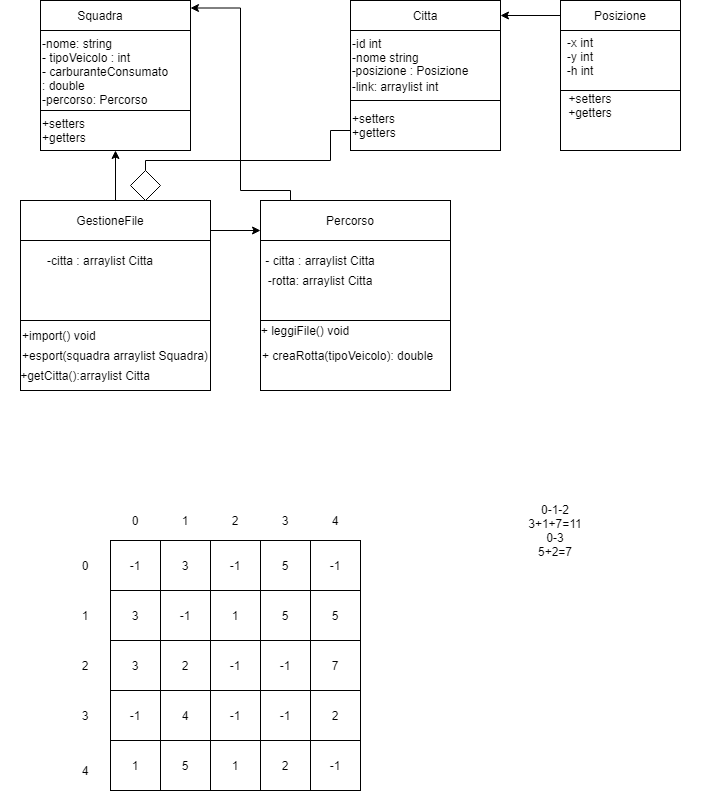 Squadra
-nome: string
- tipoVeicolo : int
- carburanteConsumato
: double
-percorso: Percorso
+setters
+getters
Citta
-id int
-nome string
-posizione : Posizione
-link: arraylist int
+setters
+getters
Posizione
-x int
-y int
-h int
+setters
+getters
GestioneFile
-citta : arraylist Citta
+import() void
+esport(squadra arraylist Squadra)
+getCitta():arraylist Citta
Percorso
- citta : arraylist Citta
-rotta: arraylist Citta
+ leggiFile() void
+ creaRotta(tipoVeicolo): double
0 1 2 3 4
0 -1 3 -1 5 -1
1 3 -1 1 5 5
2 3 2 -1 -1 7
3 -1 4 -1 -1 2
4 1 5 1 2 -1
0-1-2
3+1+7=11
0-3
5+2=7